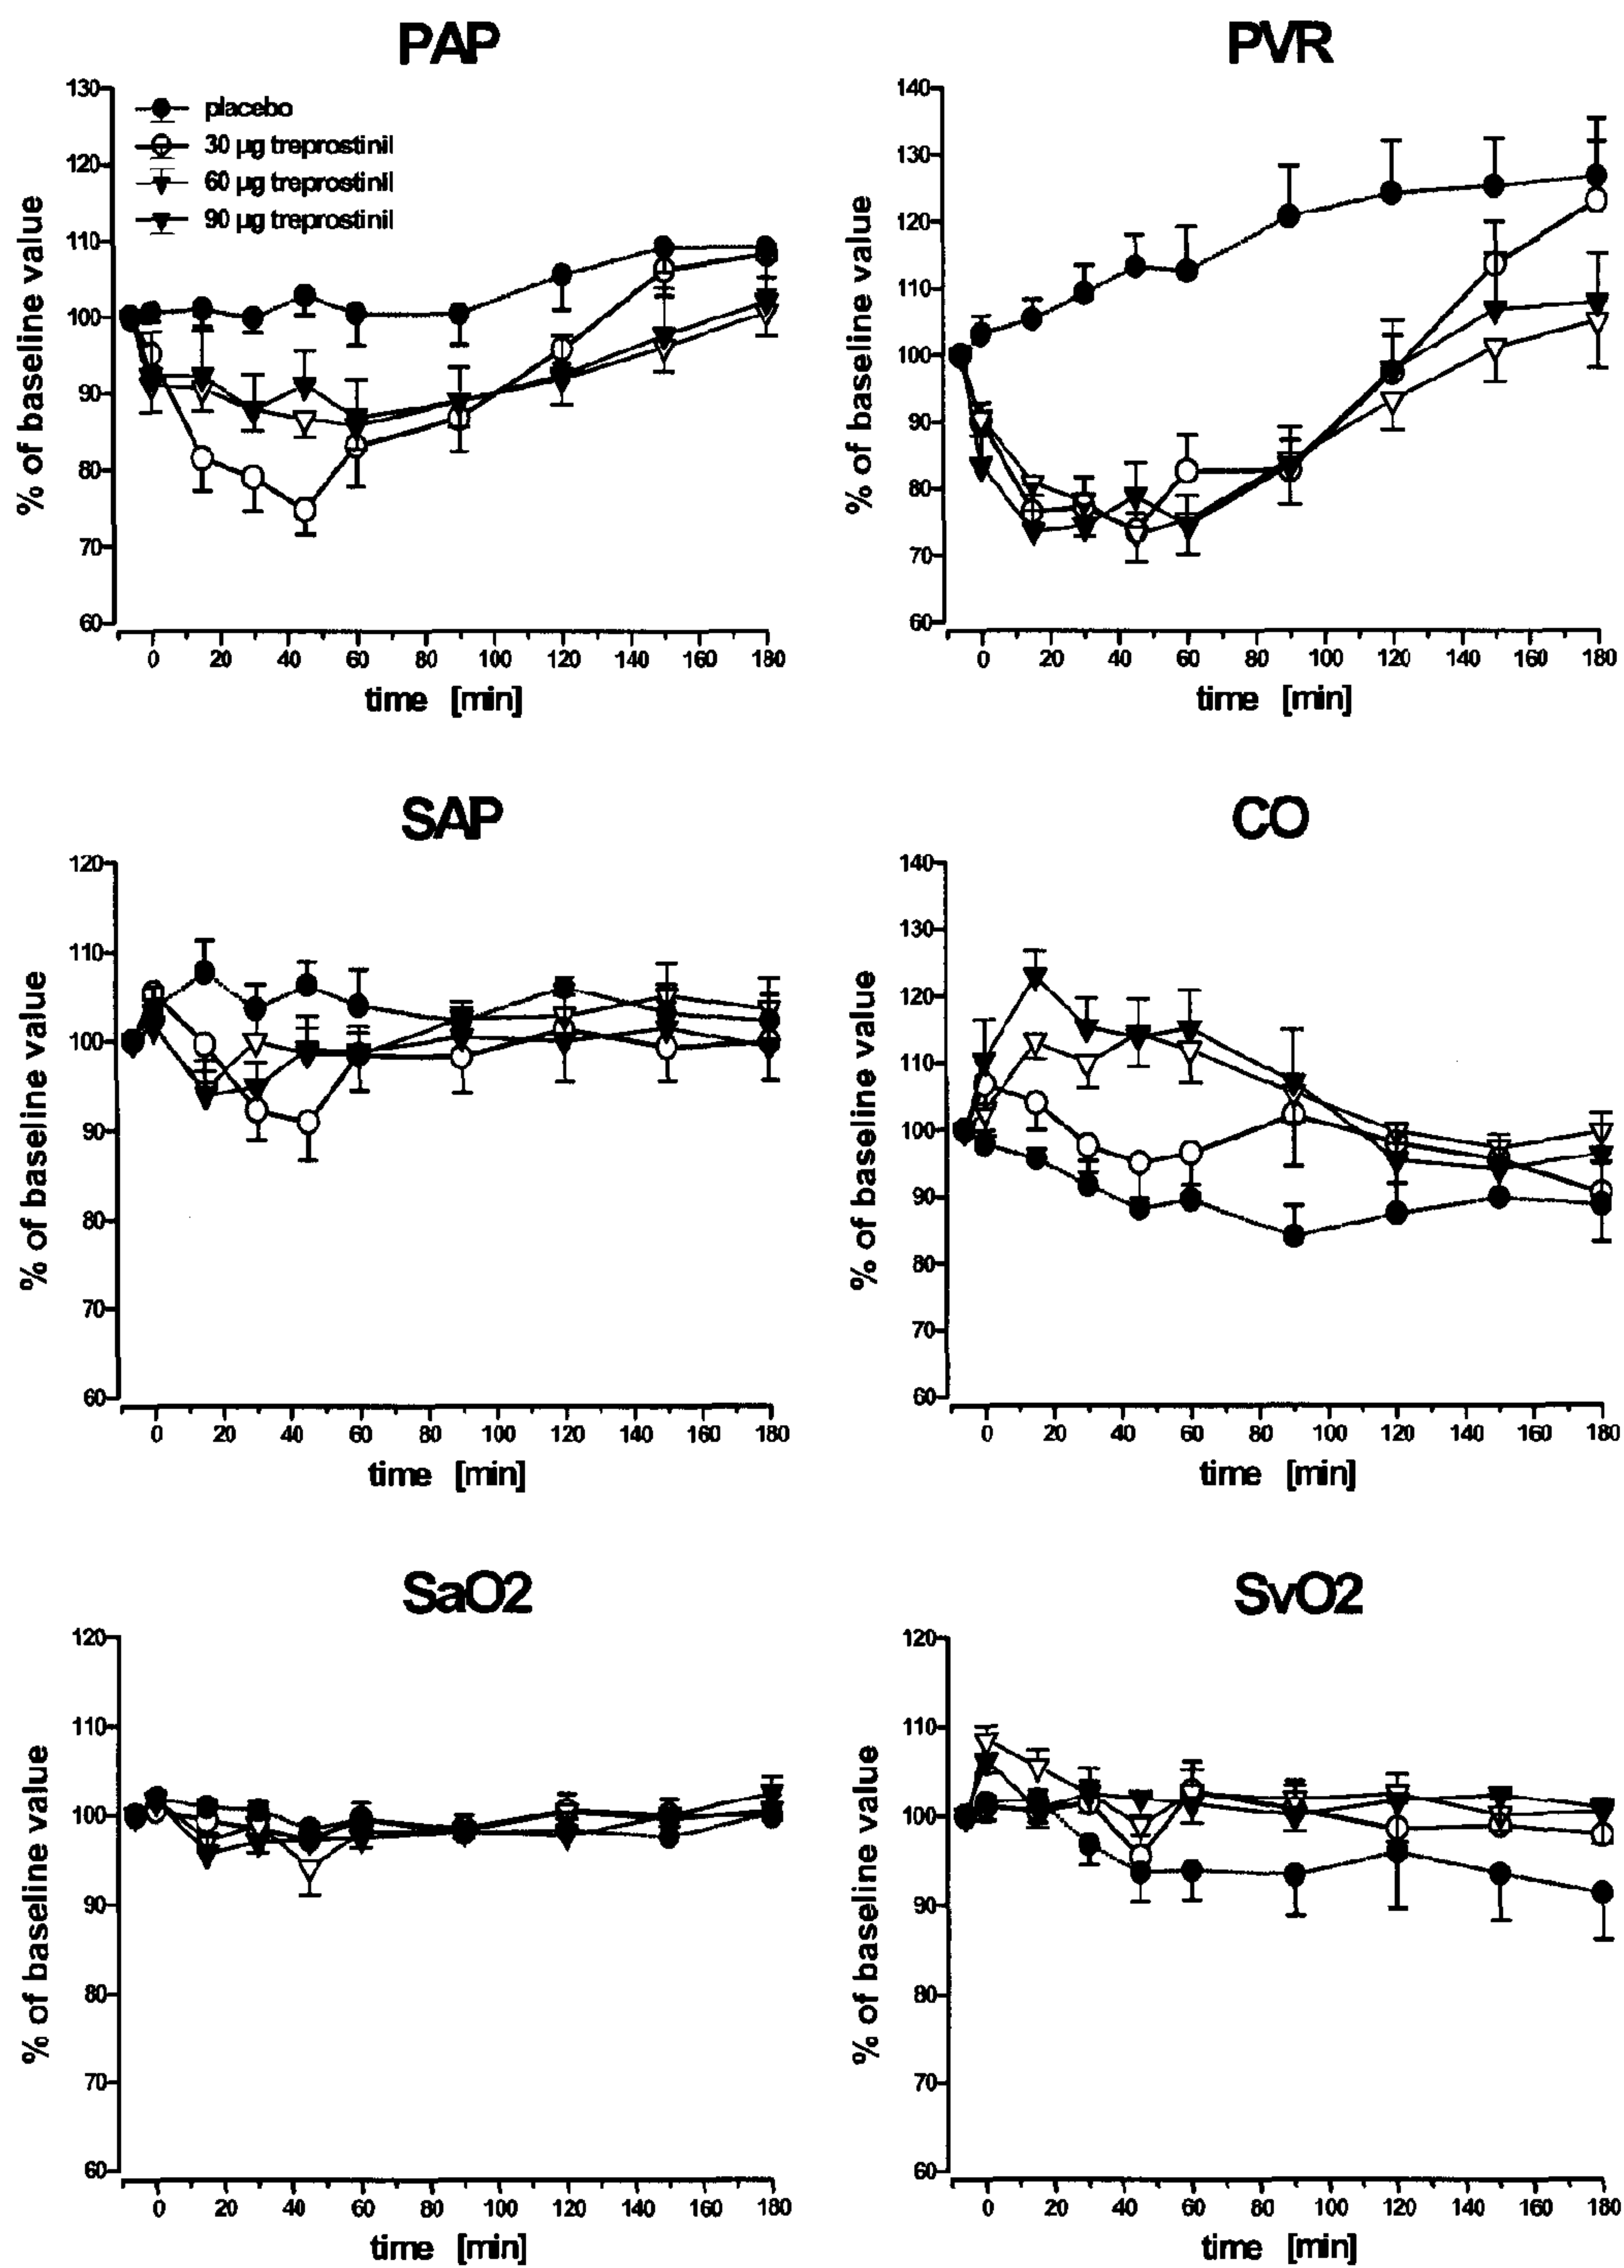 PAP
% of baseline value
130
120
110
100
90
80
70
60
placebo
30 µg treprostinil
60 µg treprostinil
90 µg treprostinil
0 20 40 60 80 100 120 140 160 180
time [min]
PVR
% of baseline value
140
130
120
110
100
90
80
70
60
0 20 40 60 80 100 120 140 160 180
time [min]
SAP
% of baseline value
120
110
100
90
80
70
60
0 20 40 60 80 100 120 140 160 180
time [min]
CO
% of baseline value
140
130
120
110
100
90
80
70
60
0 20 40 60 80 100 120 140 160 180
time [min]
SaO2
% of baseline value
120
110
100
90
80
70
60
0 20 40 60 80 100 120 140 160 180
time [min]
SvO2
% of baseline value
120
110
100
90
80
70
60
0 20 40 60 80 100 120 140 160 180
time [min]